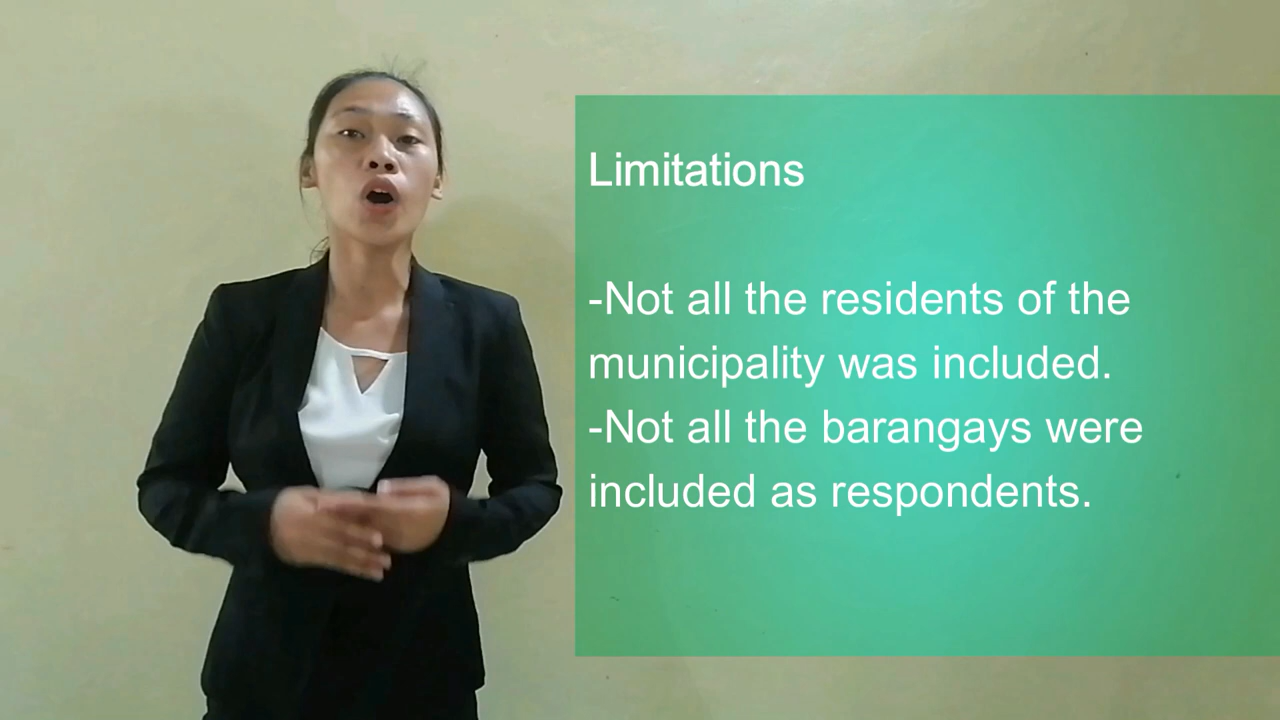 Limitations
-Not all the residents of the
municipality was included.
-Not all the barangays were
included as respondents.